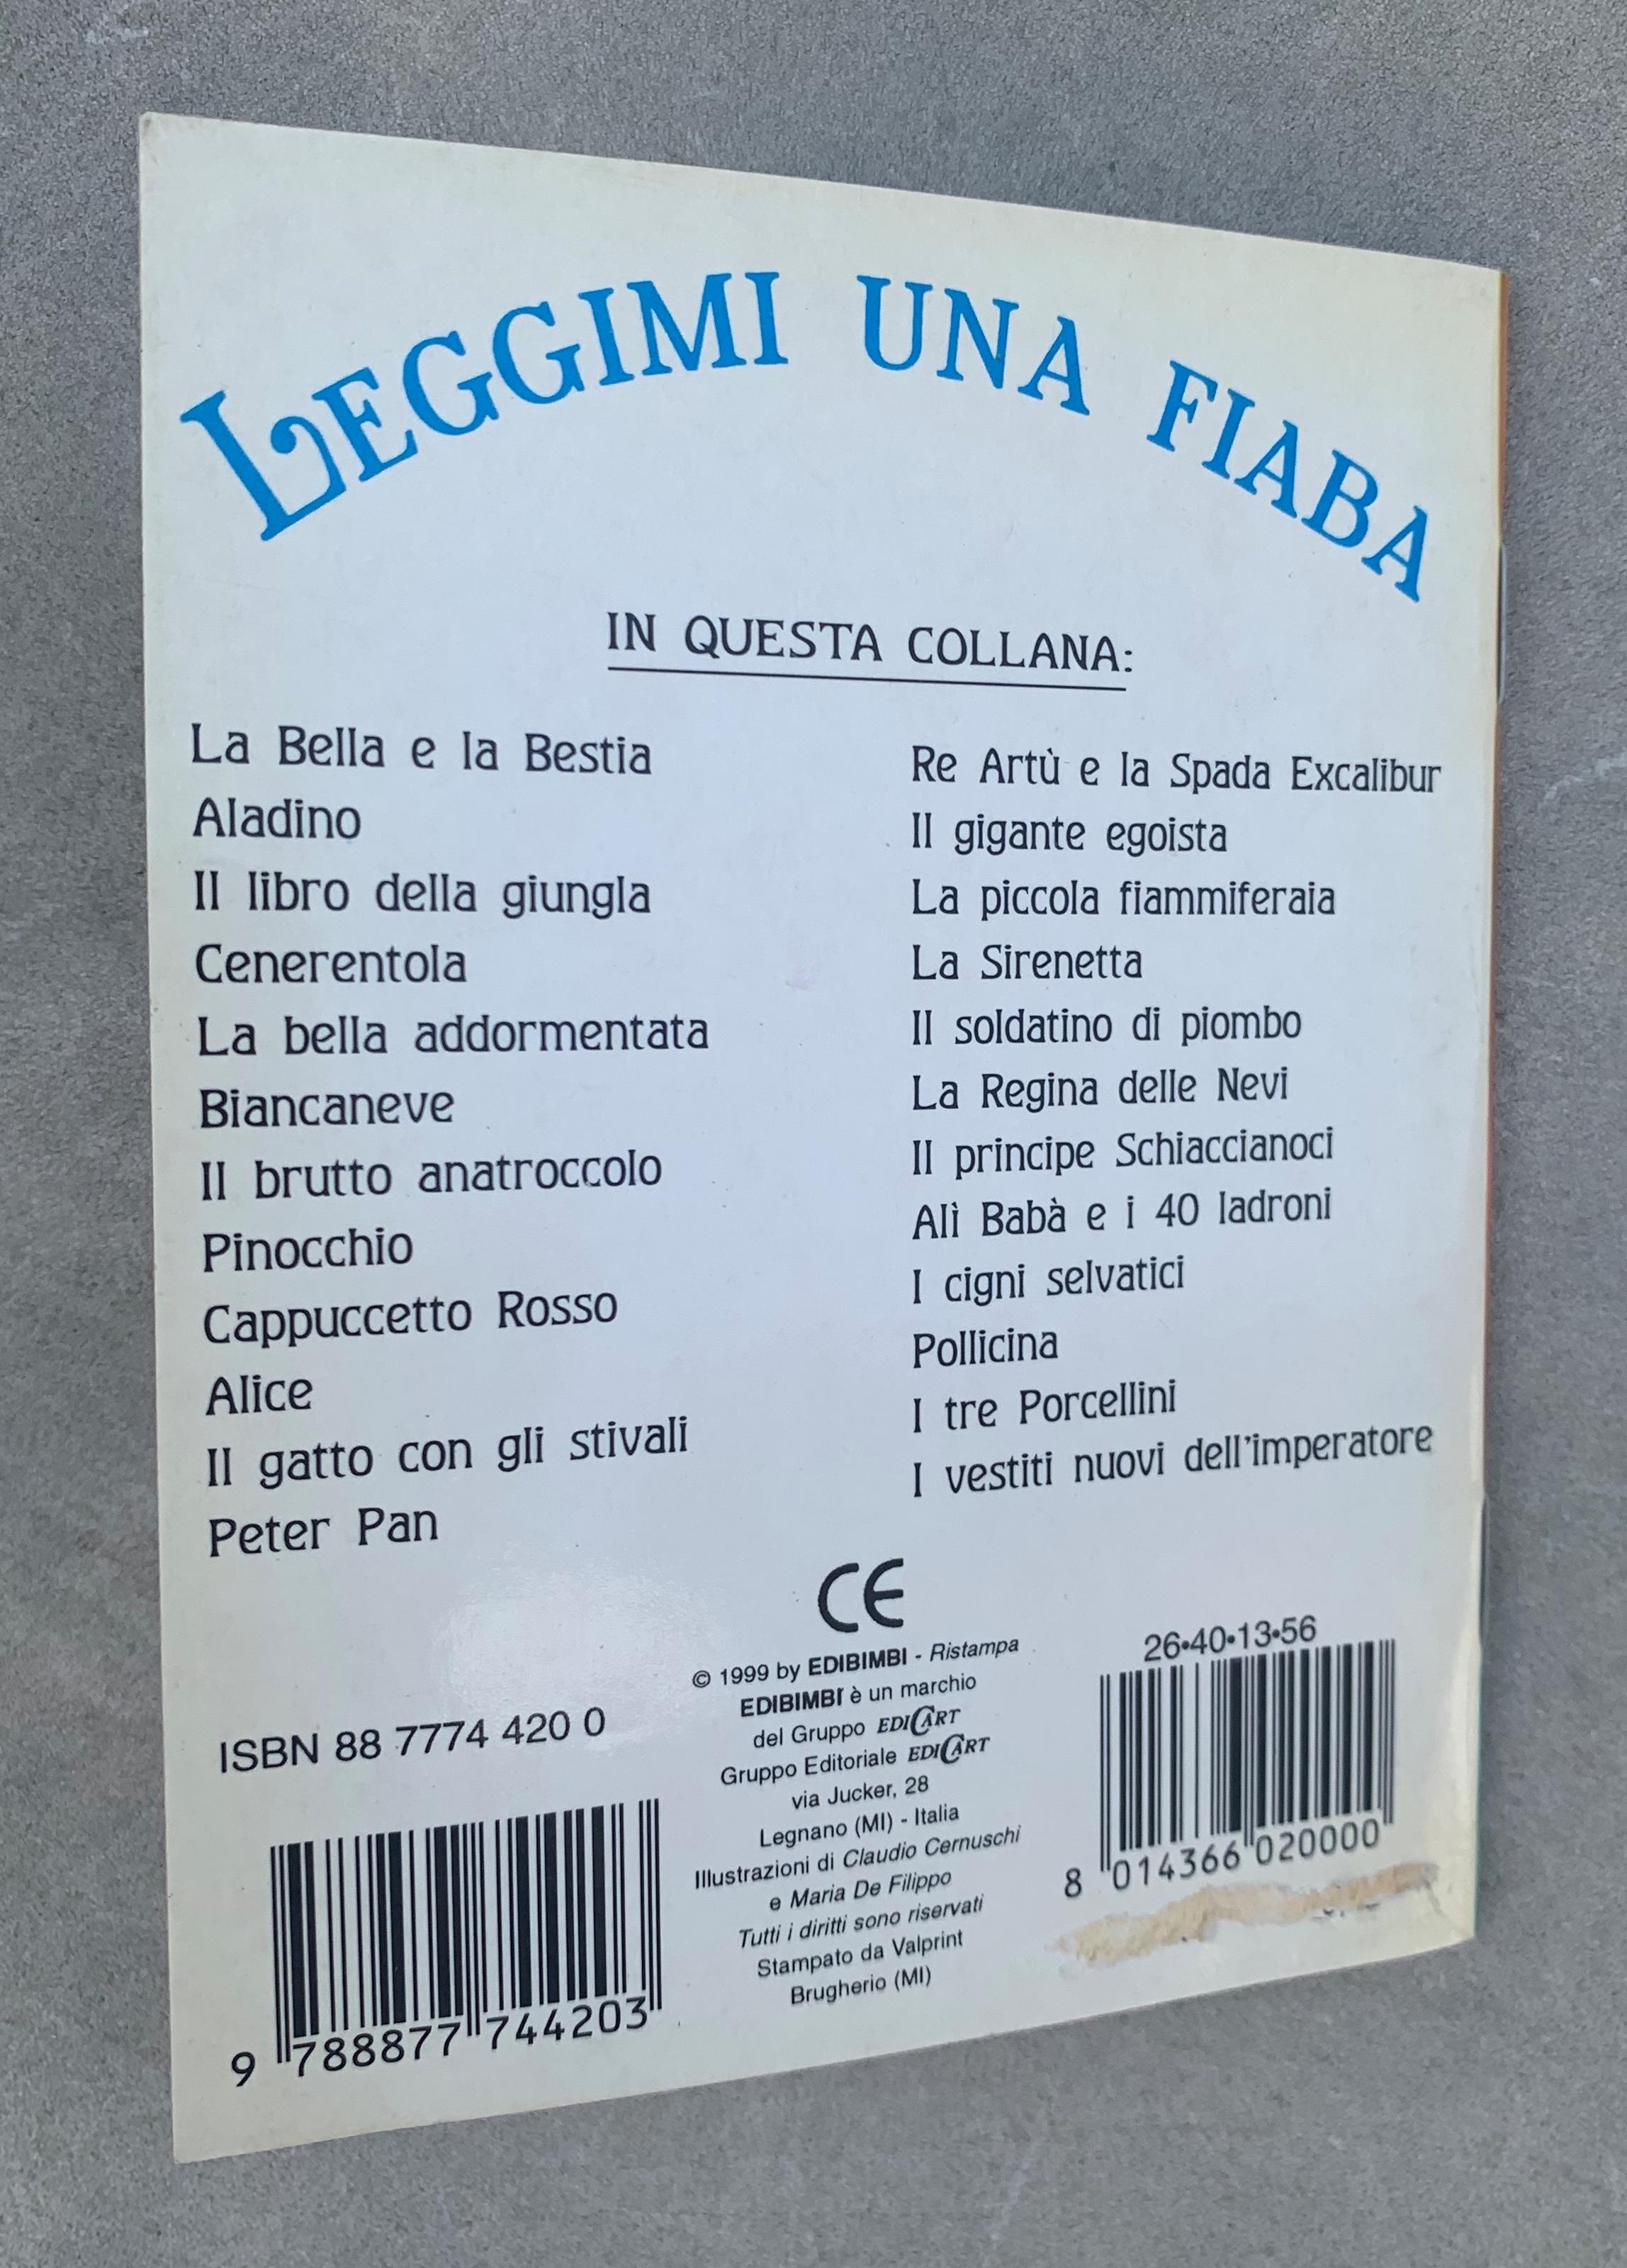 LEGGIMI UNA FIABA
IN QUESTA COLLANA:
La Bella e la Bestia
Aladino
Il libro della giungla
Cenerentola
La bella addormentata
Biancaneve
Il brutto anatroccolo
Pinocchio
Cappuccetto Rosso
Alice
Il gatto con gli stivali
Peter Pan
Re Artù e la Spada Excalibur
Il gigante egoista
La piccola fiammiferaia
La Sirenetta
Il soldatino di piombo
La Regina delle Nevi
Il principe Schiaccianoci
Alì Babà e i 40 ladroni
I cigni selvatici
Pollicina
I tre Porcellini
I vestiti nuovi dell'imperatore
CE
© 1999 by EDIBIMBI - Ristampa
EDIBIMBI è un marchio
del Gruppo EDICART
Gruppo Editoriale EDICART
via Jucker, 28
Legnano (MI) - Italia
Illustrazioni di Claudio Cernuschi
e Maria De Filippo
Tutti i diritti sono riservati
Stampato da Valprint
Brugherio (MI)
ISBN 88 7774 420 0
9 788877 744203
26•40•13•56
8 014366 020000